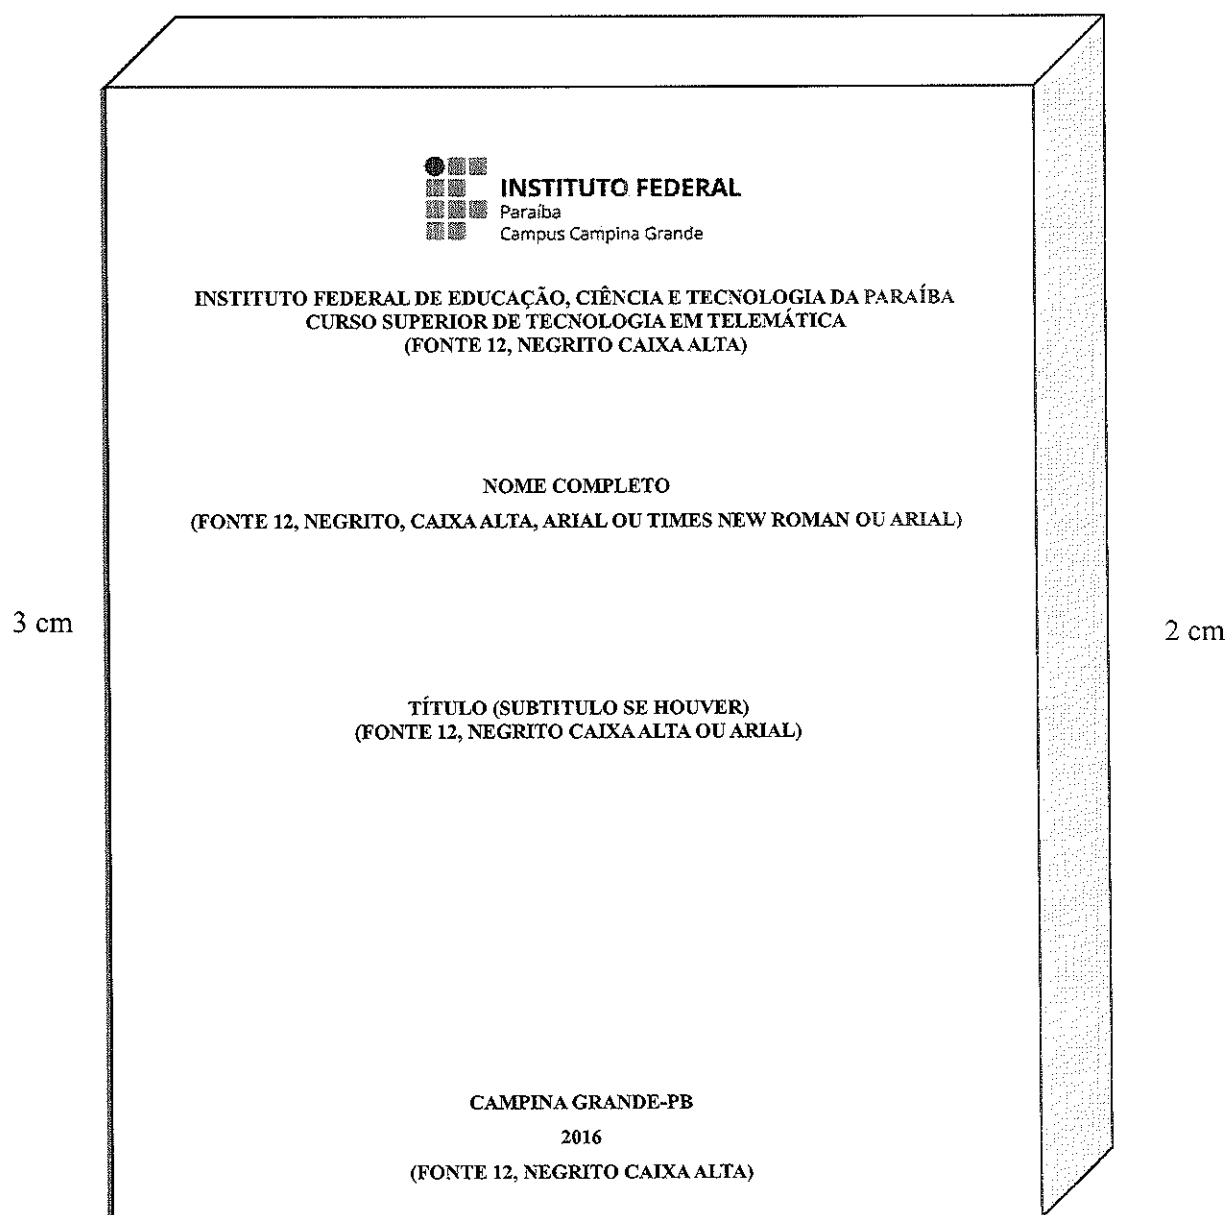 INSTITUTO FEDERAL
Paraíba
Campus Campina Grande
INSTITUTO FEDERAL DE EDUCAÇÃO, CIÊNCIA E TECNOLOGIA DA PARAÍBA
CURSO SUPERIOR DE TECNOLOGIA EM TELEMÁTICA
(FONTE 12, NEGRITO CAIXA ALTA)
NOME COMPLETO
(FONTE 12, NEGRITO, CAIXA ALTA, ARIAL OU TIMES NEW ROMAN OU ARIAL)
3 cm
2 cm
TÍTULO (SUBTITULO SE HOUVER)
(FONTE 12, NEGRITO CAIXA ALTA OU ARIAL)
CAMPINA GRANDE-PB
2016
(FONTE 12, NEGRITO CAIXA ALTA)